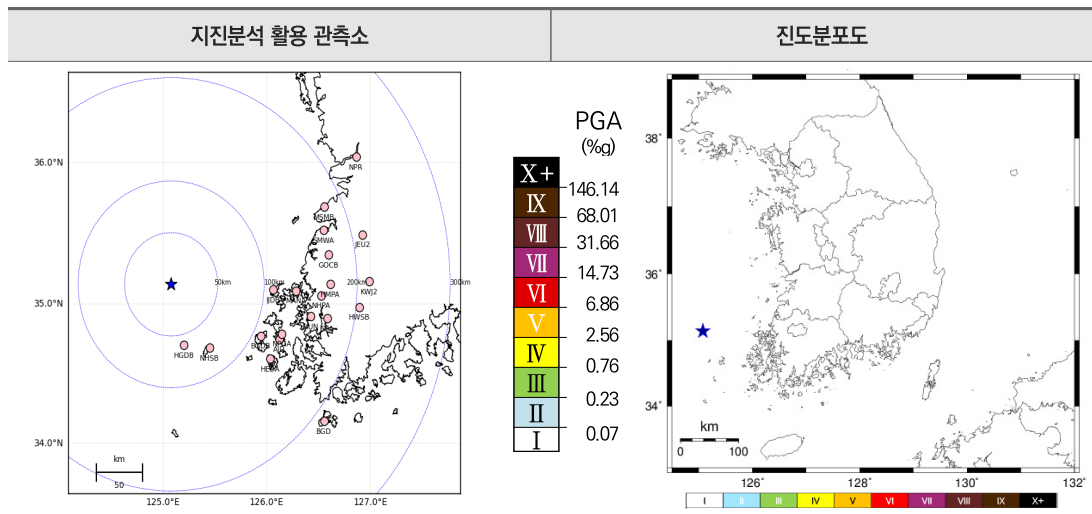 지진분석 활용 관측소
진도분포도
36.0°N
35.0°N
34.0°N
125.0°E
126.0°E
127.0°E
50km
100km
200km
300km
NPR
MSMB
SMWA
JEU2
GOCB
KWJ2
NHPA
HWSB
HGDB
NHSB
BGD
km
50
PGA
(%g)
X+
IX
VIII
VII
VI
V
IV
III
II
I
146.14
68.01
31.66
14.73
6.86
2.56
0.76
0.23
0.07
38°
36°
34°
126°
128°
130°
132°
km
0 100
I II III IV V VI VII VIII IX X+